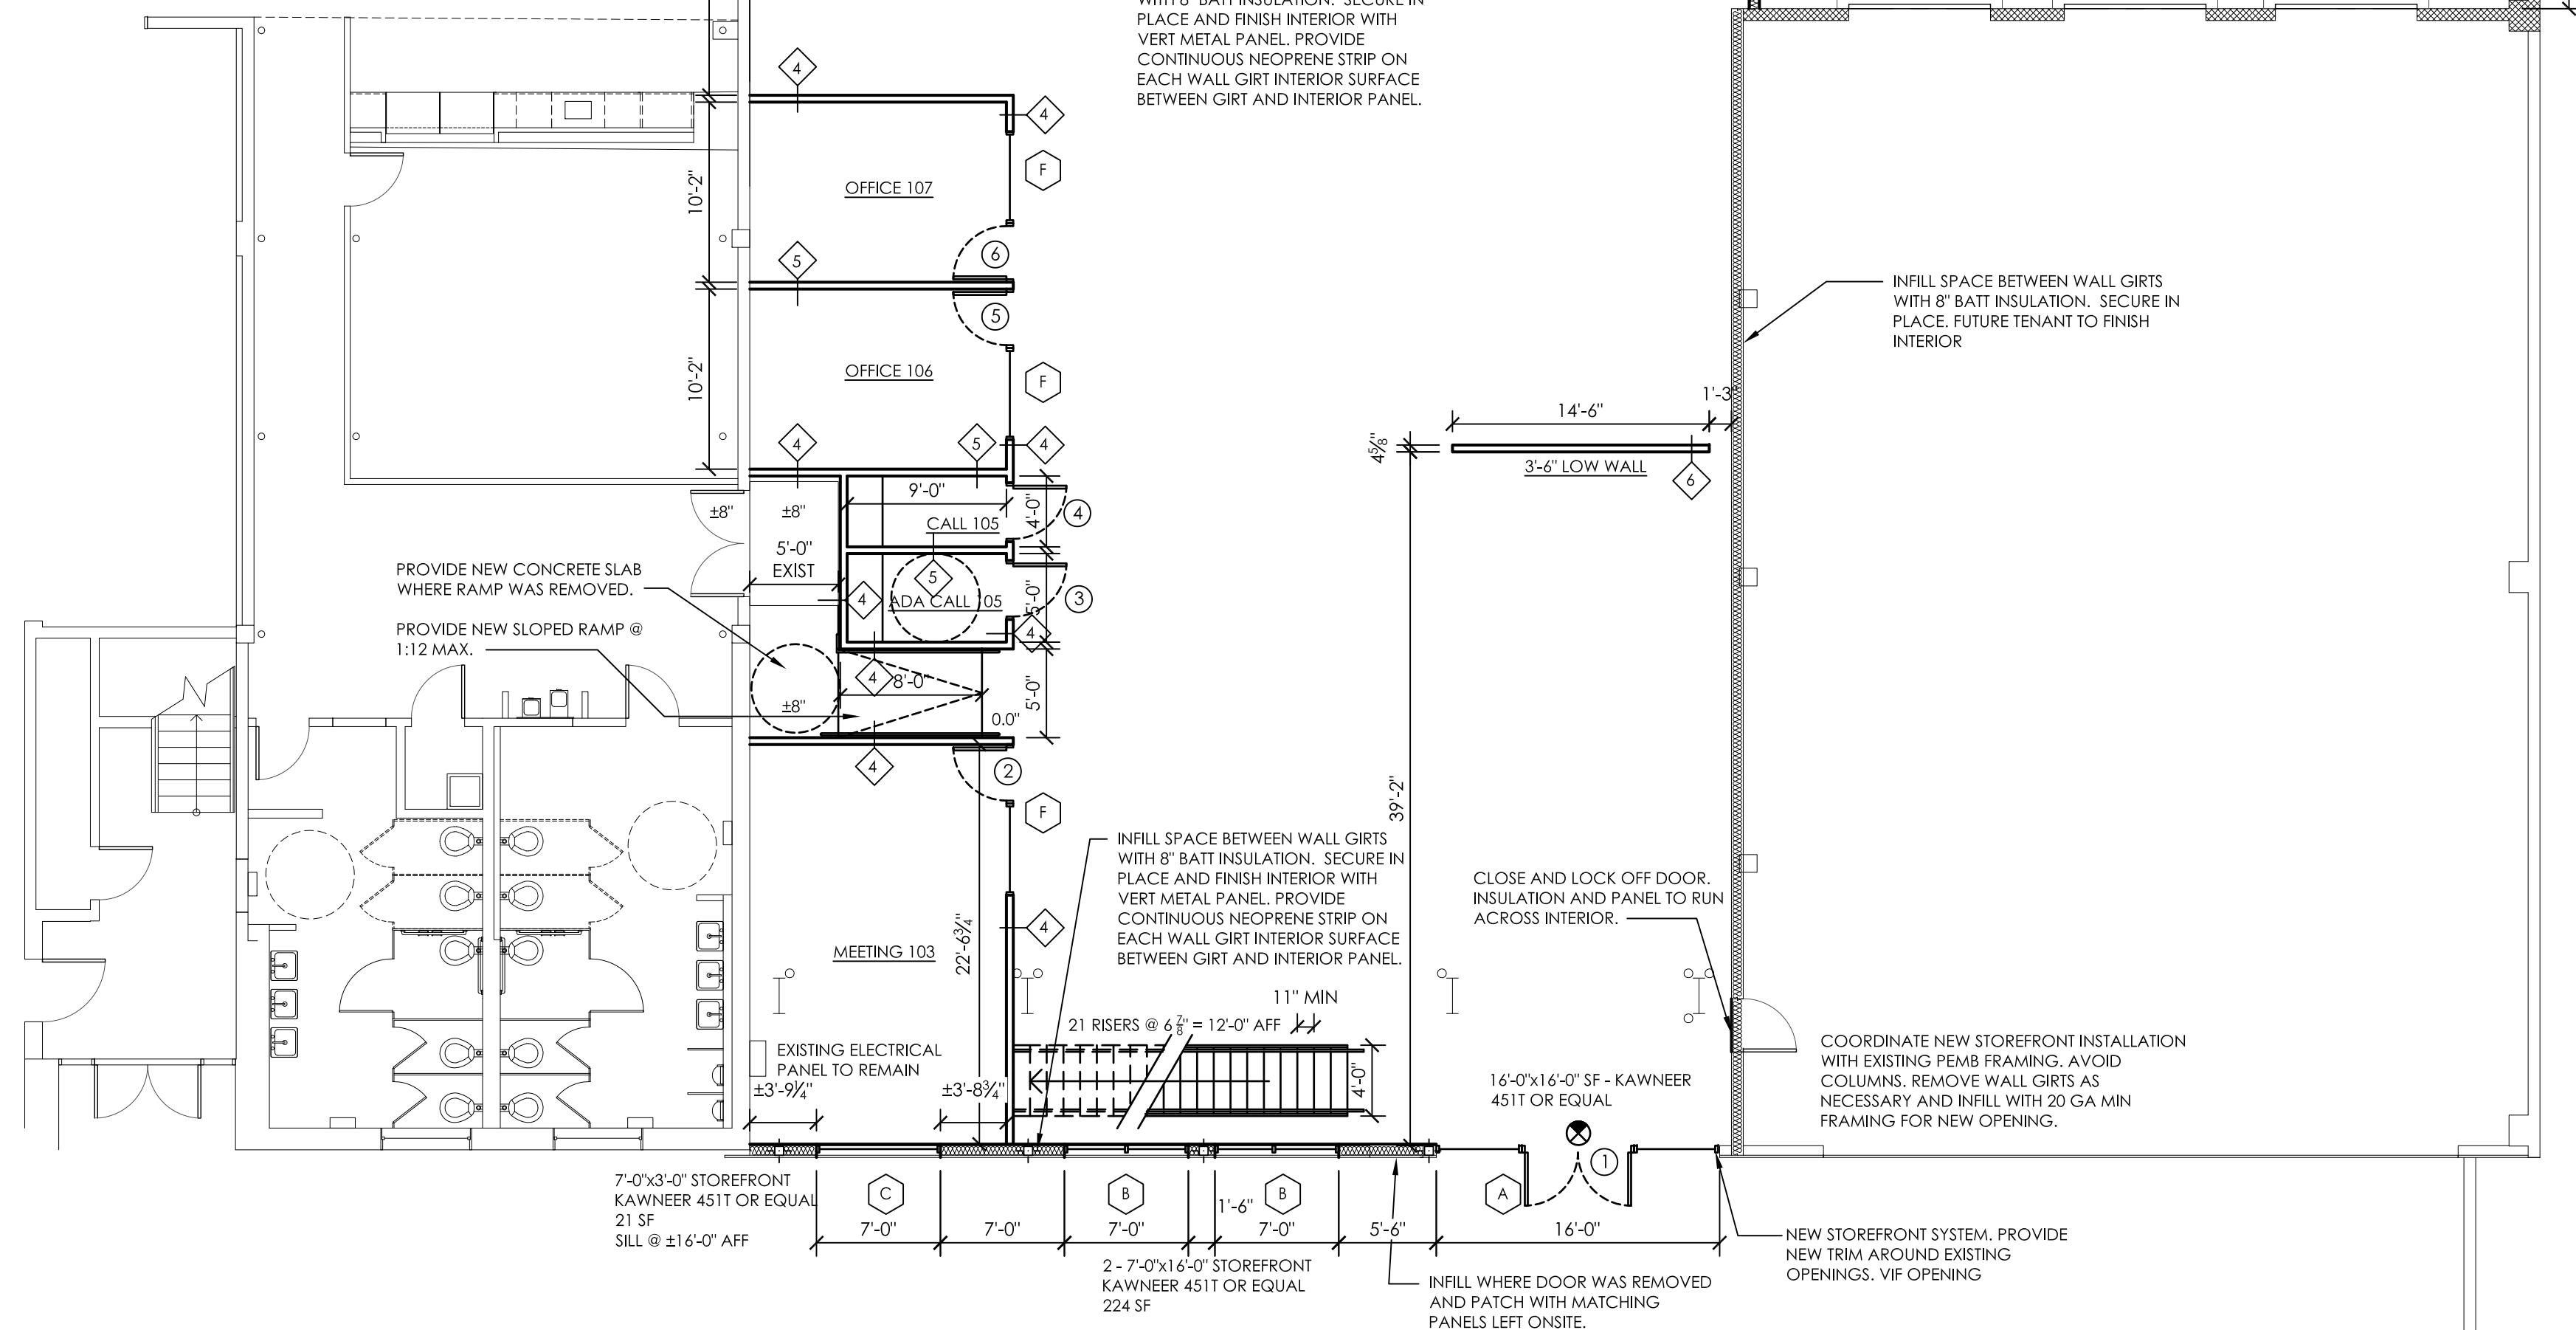 WITH 8" BATT INSULATION. SECURE IN
PLACE AND FINISH INTERIOR WITH
VERT METAL PANEL. PROVIDE
CONTINUOUS NEOPRENE STRIP ON
EACH WALL GIRT INTERIOR SURFACE
BETWEEN GIRT AND INTERIOR PANEL.
4
4
F
10'-2"
OFFICE 107
6
5
5
10'-2"
OFFICE 106
F
4
5
4
INFILL SPACE BETWEEN WALL GIRTS
WITH 8" BATT INSULATION. SECURE IN
PLACE. FUTURE TENANT TO FINISH
INTERIOR
1'-3"
14'-6"
4⅝"
3'-6" LOW WALL
6
±8"
±8"
9'-0"
4'-0"
CALL 105
4
5'-0"
EXIST
5
4
ADA CALL 105
5'-0"
3
4
PROVIDE NEW CONCRETE SLAB
WHERE RAMP WAS REMOVED.
PROVIDE NEW SLOPED RAMP @
1:12 MAX.
4
8'-0"
±8"
0.0"
5'-0"
4
2
F
39'-2"
INFILL SPACE BETWEEN WALL GIRTS
WITH 8" BATT INSULATION. SECURE IN
PLACE AND FINISH INTERIOR WITH
VERT METAL PANEL. PROVIDE
CONTINUOUS NEOPRENE STRIP ON
EACH WALL GIRT INTERIOR SURFACE
BETWEEN GIRT AND INTERIOR PANEL.
4
MEETING 103
22'-6¾"
CLOSE AND LOCK OFF DOOR.
INSULATION AND PANEL TO RUN
ACROSS INTERIOR.
11" MIN
21 RISERS @ 6 ⅞" = 12'-0" AFF
4'-0"
EXISTING ELECTRICAL
PANEL TO REMAIN
±3'-9¼"
±3'-8¾"
16'-0"x16'-0" SF - KAWNEER
451T OR EQUAL
COORDINATE NEW STOREFRONT INSTALLATION
WITH EXISTING PEMB FRAMING. AVOID
COLUMNS. REMOVE WALL GIRTS AS
NECESSARY AND INFILL WITH 20 GA MIN
FRAMING FOR NEW OPENING.
1
7'-0"x3'-0" STOREFRONT
KAWNEER 451T OR EQUAL
21 SF
SILL @ ±16'-0" AFF
C
B
B
A
7'-0"
7'-0"
7'-0"
1'-6"
7'-0"
5'-6"
16'-0"
2 - 7'-0"x16'-0" STOREFRONT
KAWNEER 451T OR EQUAL
224 SF
INFILL WHERE DOOR WAS REMOVED
AND PATCH WITH MATCHING
PANELS LEFT ONSITE.
NEW STOREFRONT SYSTEM. PROVIDE
NEW TRIM AROUND EXISTING
OPENINGS. VIF OPENING